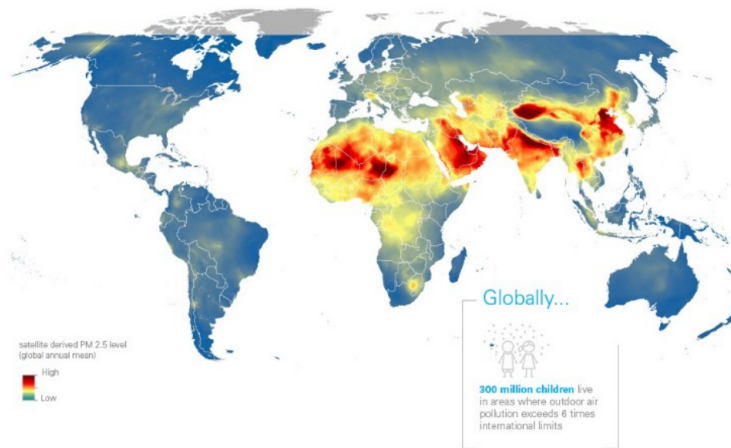 Globally...
satellite derived PM 2.5 level
(global annual mean)
High
Low
300 million children live
in areas where outdoor air
pollution exceeds 6 times
international limits